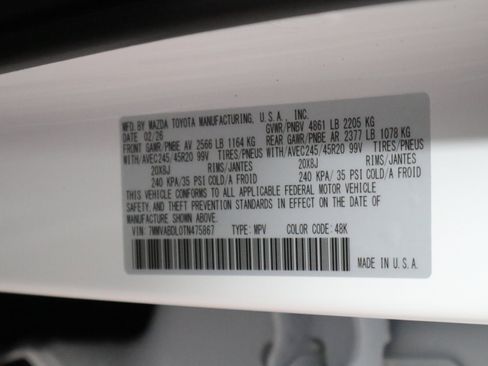 MFD.BY MAZDA TOYOTA MANUFACTURING, U.S.A., INC.
DATE 02/26 GVWR/PNBV 4861 LB 2205 KG
FRONT GAWR/PNBE AV 2566 LB 1164 KG REAR GAWR/PNBE AR 2377 LB 1078 KG
WITH/AVEC245/45R20 99V TIRES/PNEUS WITH/AVEC245/45R20 99V TIRES/PNEUS
20X8J RIMS/JANTES 20X8J RIMS/JANTES
240 KPA/35 PSI COLD/A FROID 240 KPA/ 35 PSI COLD/A FROID
THIS VEHICLE CONFORMS TO ALL APPLICABLE FEDERAL MOTOR VEHICLE
SAFETY, AND THEFT PREVENTION STANDARDS IN EFFECT ON THE DATE OF
MANUFACTURE SHOWN ABOVE.
VIN: 7MMVABDL0TN475867 TYPE: MPV COLOR CODE: 48K
MADE IN U.S.A.